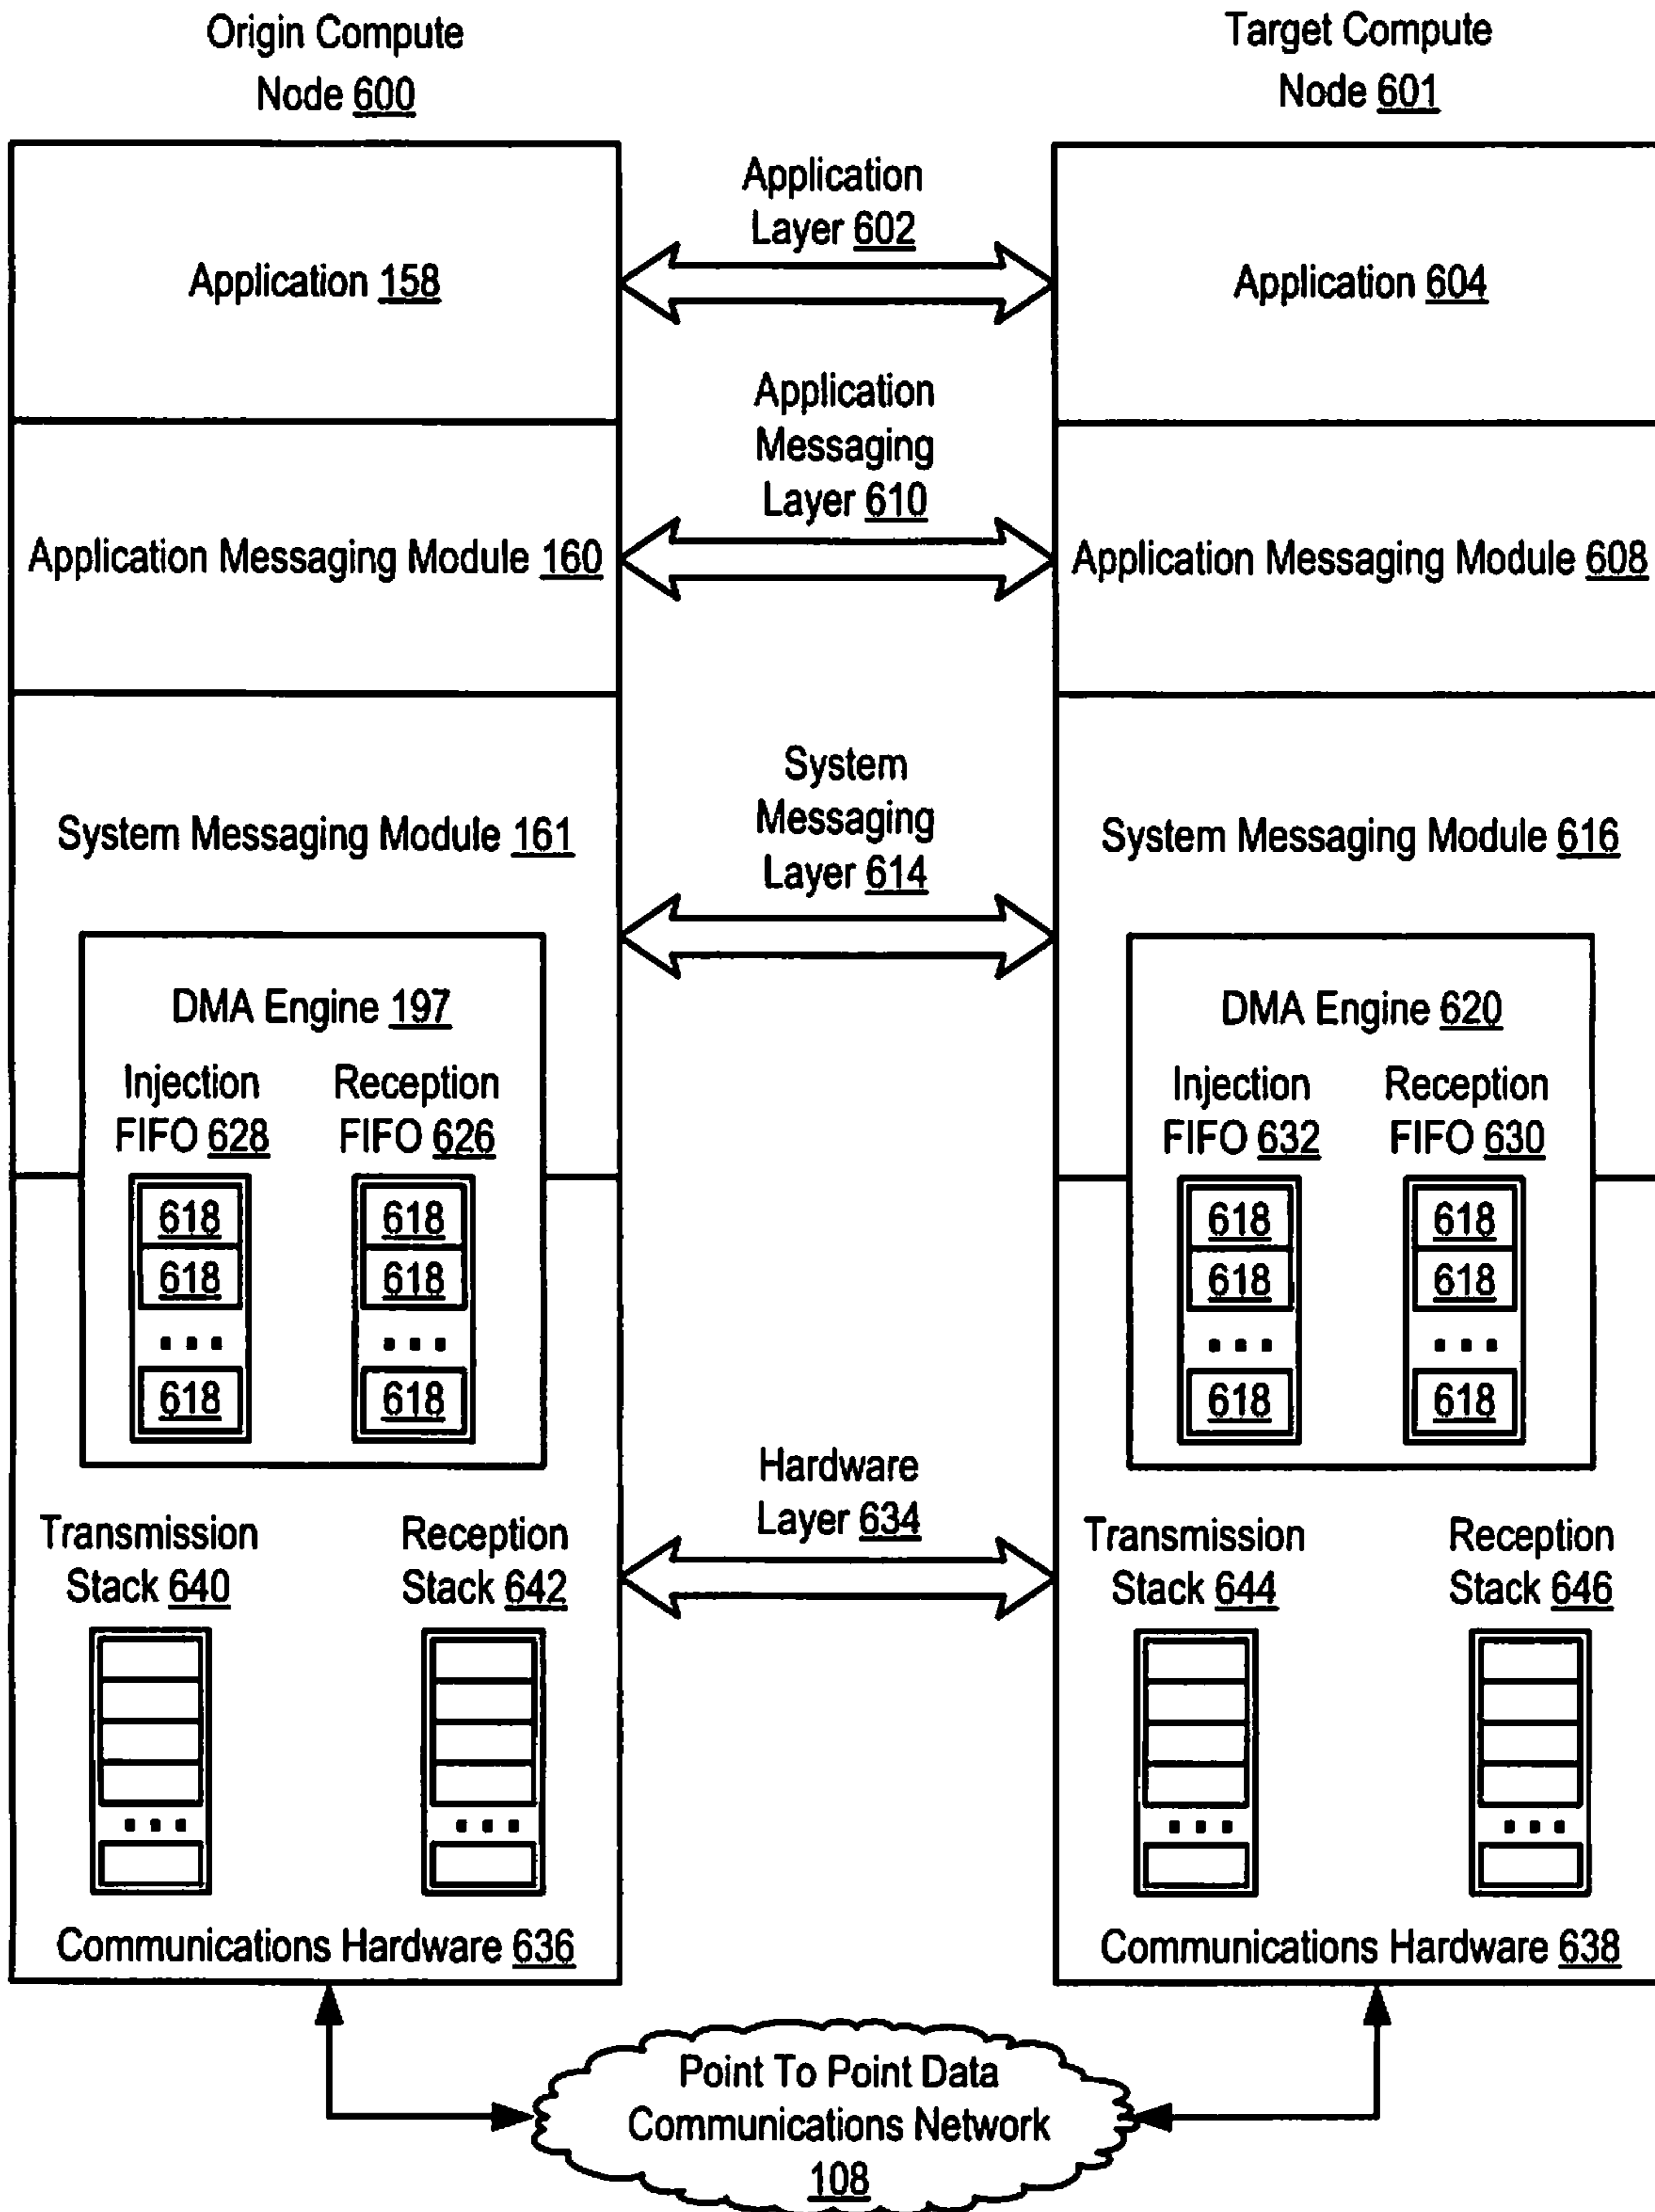 Origin Compute
Node 600
Target Compute
Node 601
Application
Layer 602
Application 158
Application 604
Application
Messaging
Layer 610
Application Messaging Module 160
Application Messaging Module 608
System
Messaging
Layer 614
System Messaging Module 161
System Messaging Module 616
DMA Engine 197
Injection
FIFO 628
Reception
FIFO 626
618
618
...
618
618
618
...
618
DMA Engine 620
Injection
FIFO 632
Reception
FIFO 630
618
618
...
618
618
618
...
618
Hardware
Layer 634
Transmission
Stack 640
Reception
Stack 642
...
...
Transmission
Stack 644
Reception
Stack 646
...
...
Communications Hardware 636
Communications Hardware 638
Point To Point Data
Communications Network
108